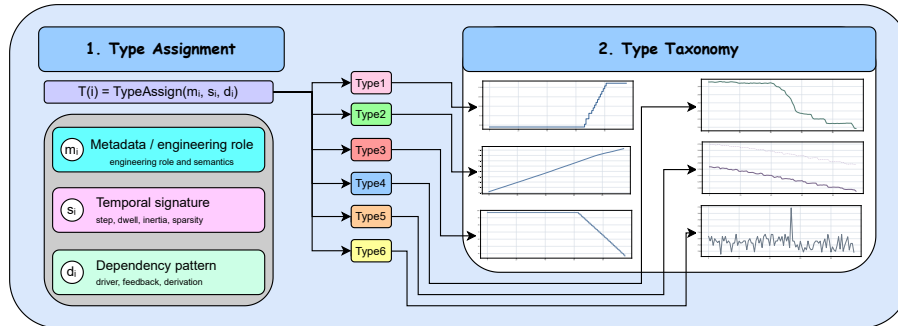 1. Type Assignment
T(i) = TypeAssign(mᵢ, sᵢ, dᵢ)
mᵢ
Metadata / engineering role
engineering role and semantics
sᵢ
Temporal signature
step, dwell, inertia, sparsity
dᵢ
Dependency pattern
driver, feedback, derivation
Type1
Type2
Type3
Type4
Type5
Type6
2. Type Taxonomy